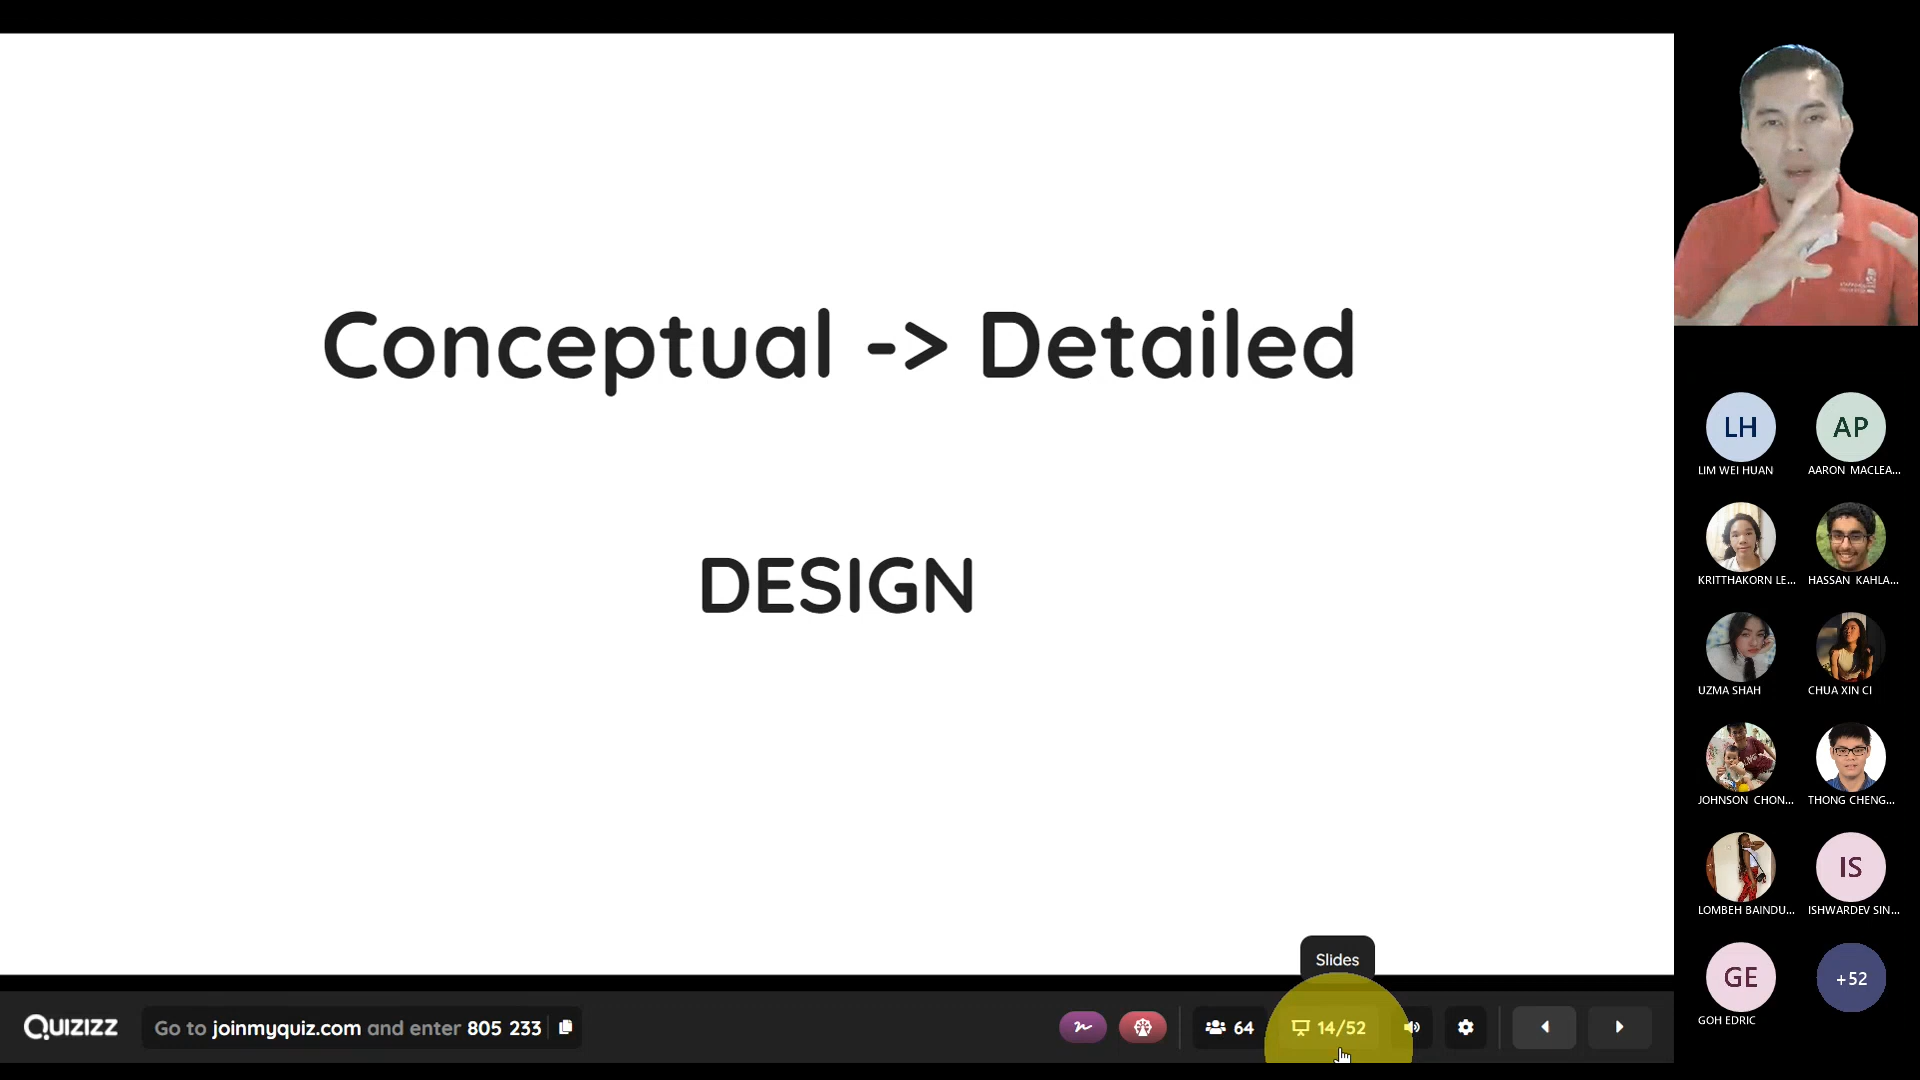 Conceptual -> Detailed
DESIGN
Slides
QUIZIZZ
Go to joinmyquiz.com and enter 805 233
64
14/52
LH
LIM WEI HUAN
AP
AARON MACLEA...
KRITTHAKORN LE...
HASSAN KAHLA...
UZMA SHAH
CHUA XIN CI
JOHNSON CHON...
THONG CHENG...
LOMBEH BAINDU...
IS
ISHWARDEV SIN...
GE
GOH EDRIC
+52